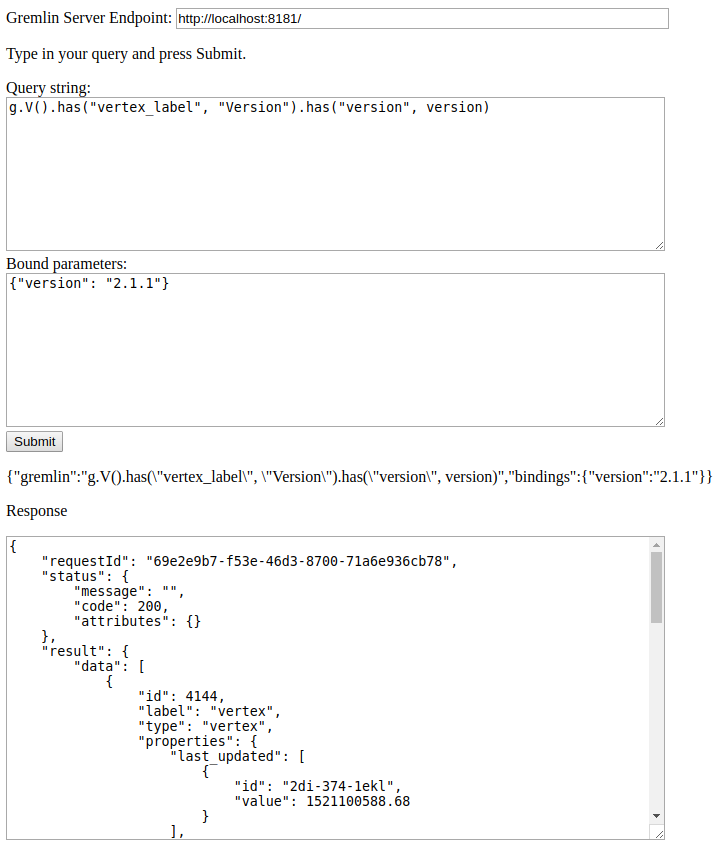 Gremlin Server Endpoint: http://localhost:8181/
Type in your query and press Submit.
Query string:
g.V().has("vertex_label", "Version").has("version", version)
Bound parameters:
{"version": "2.1.1"}
Submit
{"gremlin":"g.V().has(\"vertex_label\", \"Version\").has(\"version\", version)","bindings":{"version":"2.1.1"}}
Response
{
    "requestId": "69e2e9b7-f53e-46d3-8700-71a6e936cb78",
    "status": {
        "message": "",
        "code": 200,
        "attributes": {}
    },
    "result": {
        "data": [
            {
                "id": 4144,
                "label": "vertex",
                "type": "vertex",
                "properties": {
                    "last_updated": [
                        {
                            "id": "2di-374-1ekl",
                            "value": 1521100588.68
                        }
                    ],